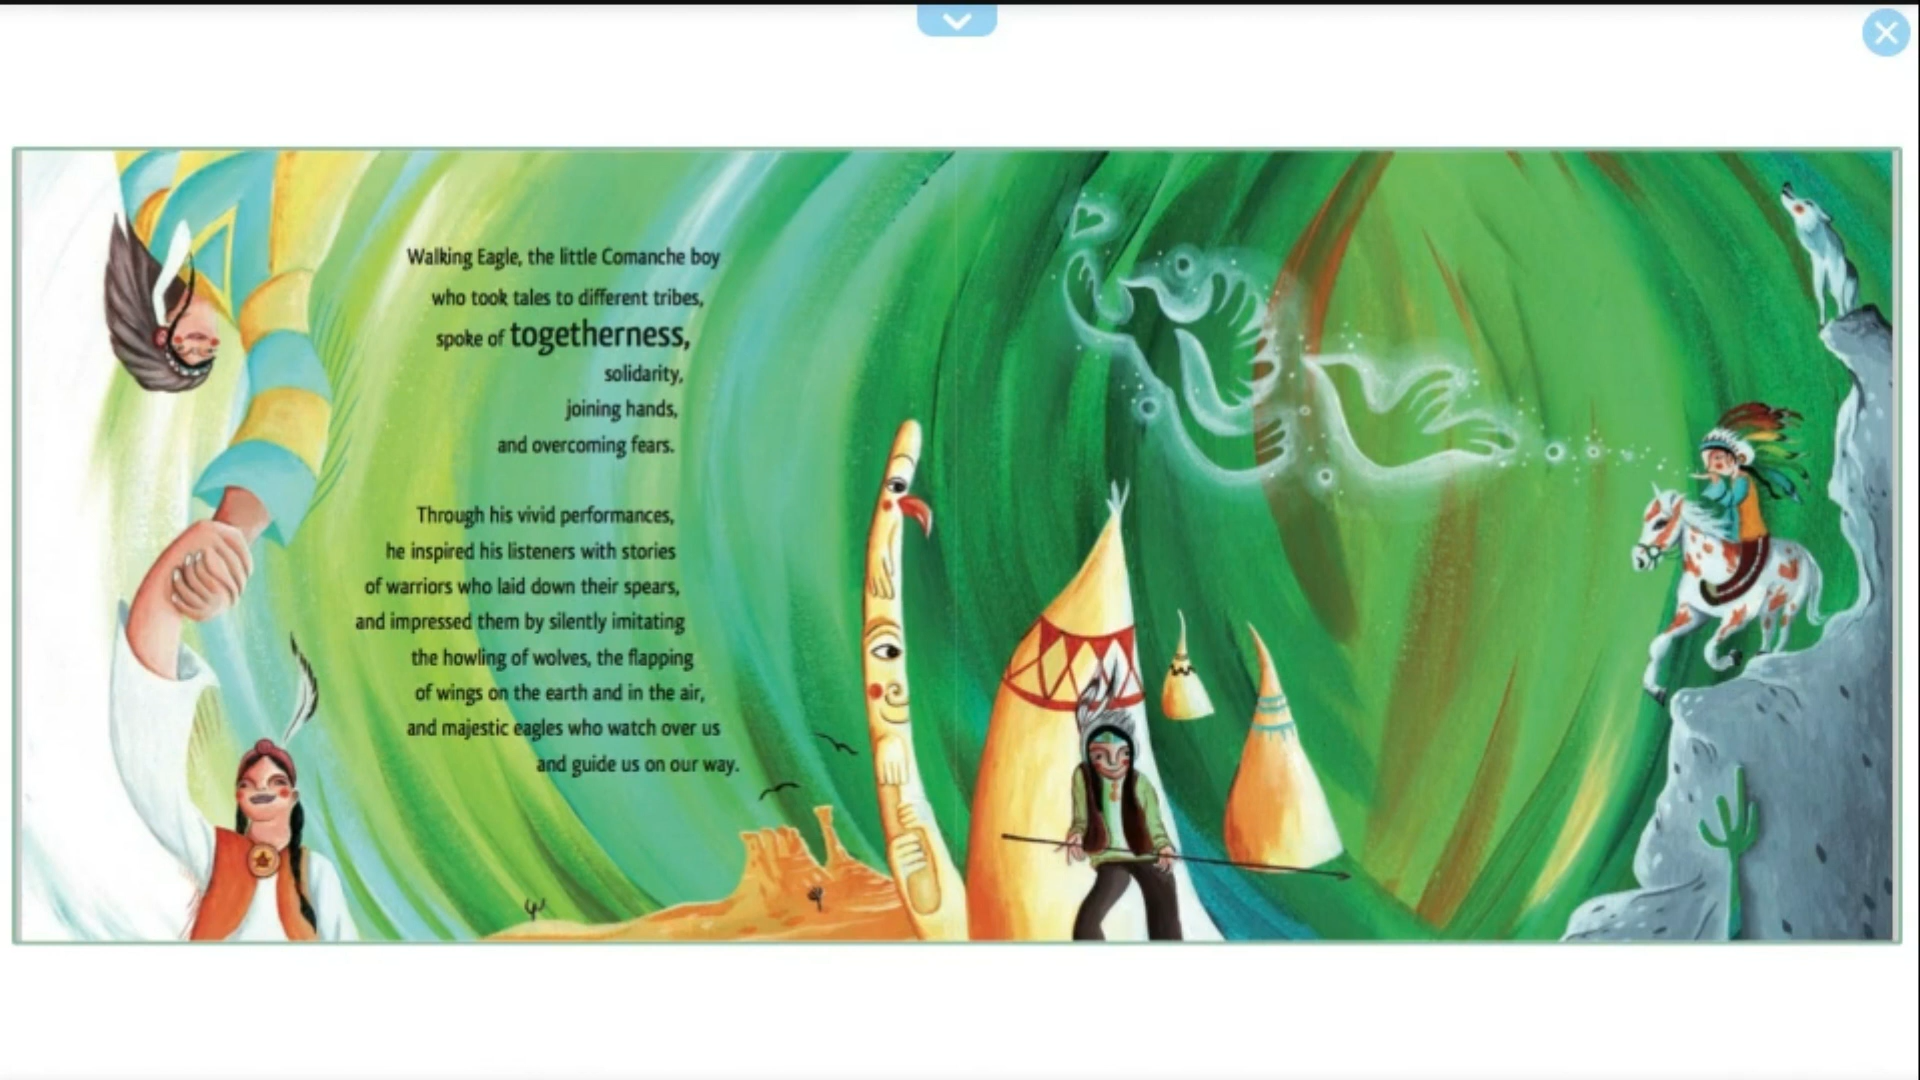 Walking Eagle, the little Comanche boy
who took tales to different tribes,
spoke of togetherness,
solidarity,
joining hands,
and overcoming fears.
Through his vivid performances,
he inspired his listeners with stories
of warriors who laid down their spears,
and impressed them by silently imitating
the howling of wolves, the flapping
of wings on the earth and in the air,
and majestic eagles who watch over us
and guide us on our way.